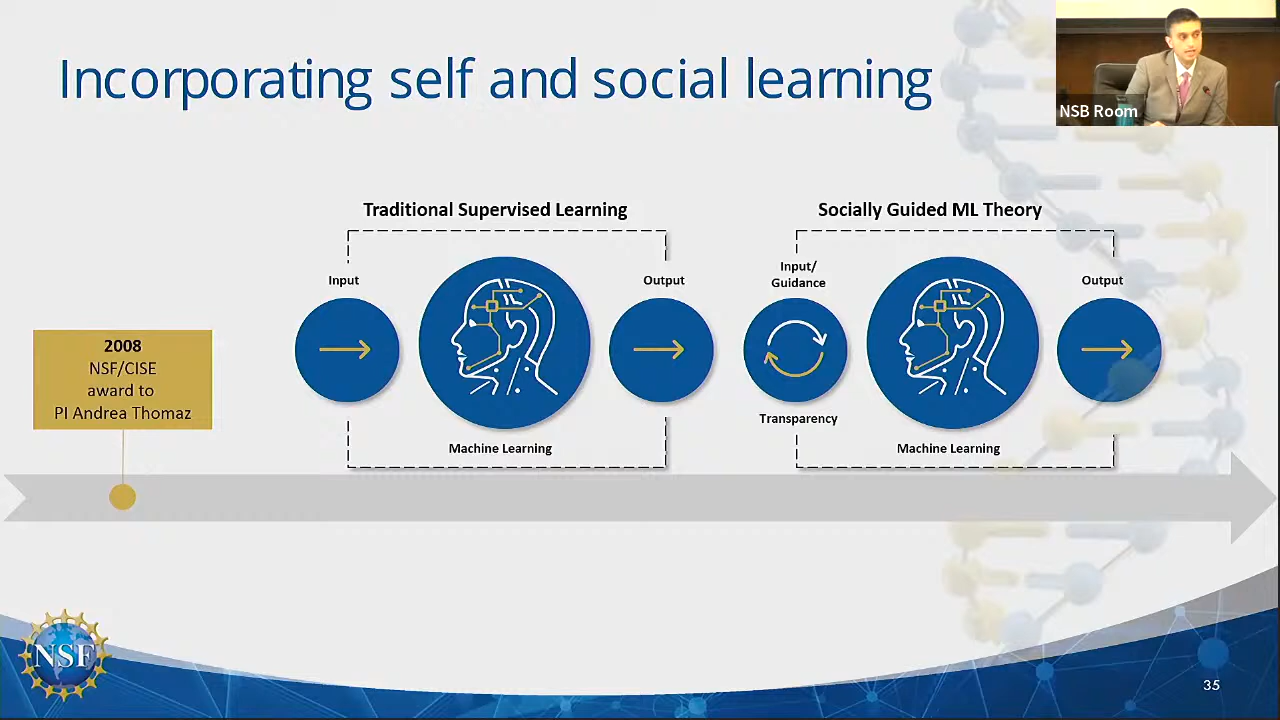 Incorporating self and social learning
NSB Room
Traditional Supervised Learning
Socially Guided ML Theory
Input
Output
Input/
Guidance
Output
2008
NSF/CISE
award to
PI Andrea Thomaz
Transparency
Machine Learning
Machine Learning
NSF
35